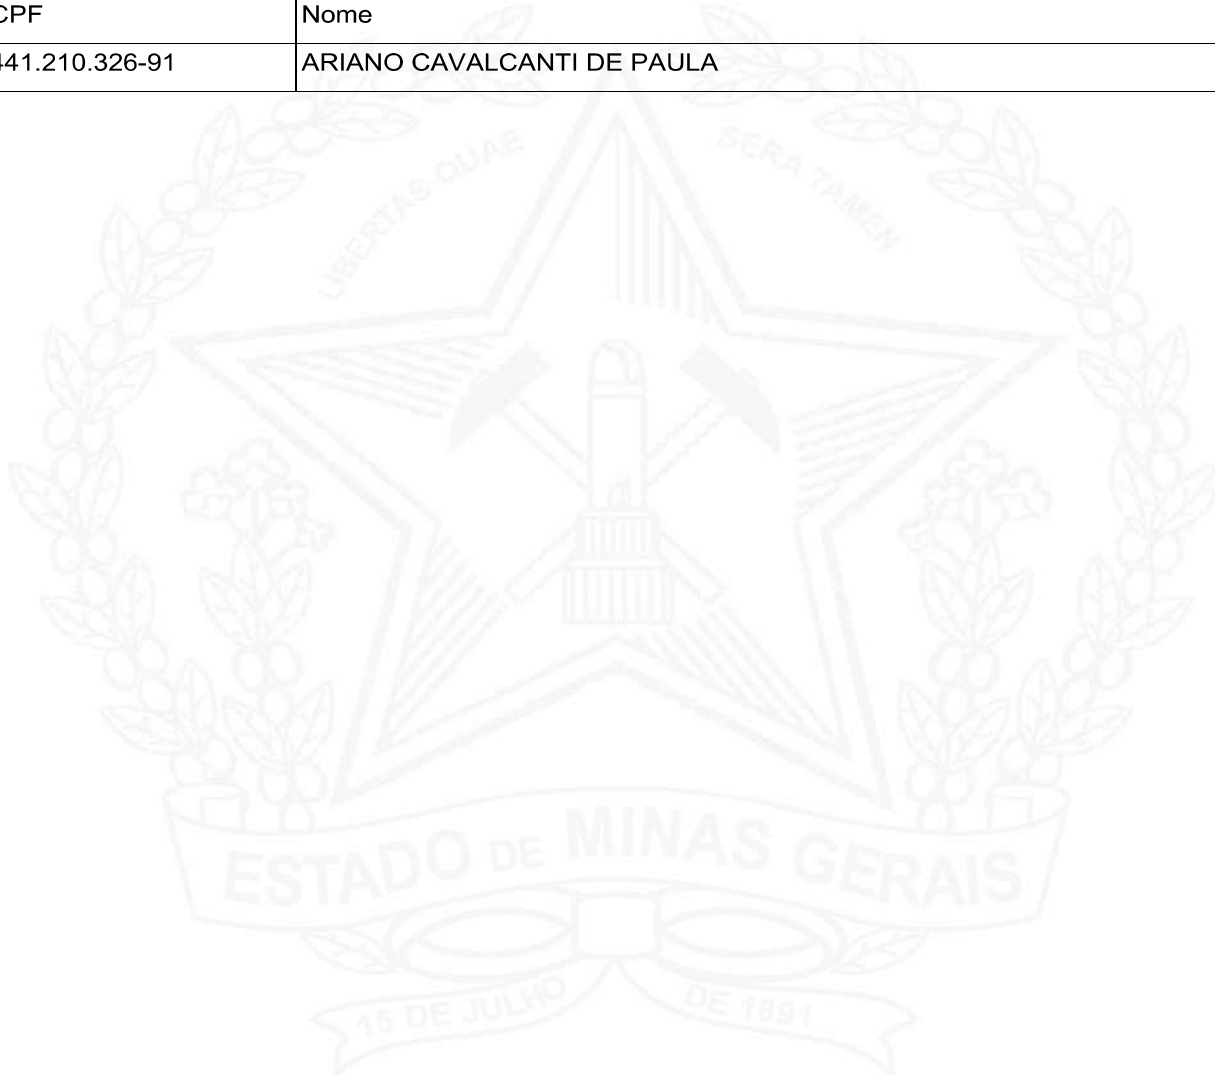 CPF Nome
441.210.326-91 ARIANO CAVALCANTI DE PAULA
LIBERTAS QUAE SERA TAMEN
ESTADO DE MINAS GERAIS
15 DE JULHO DE 1891